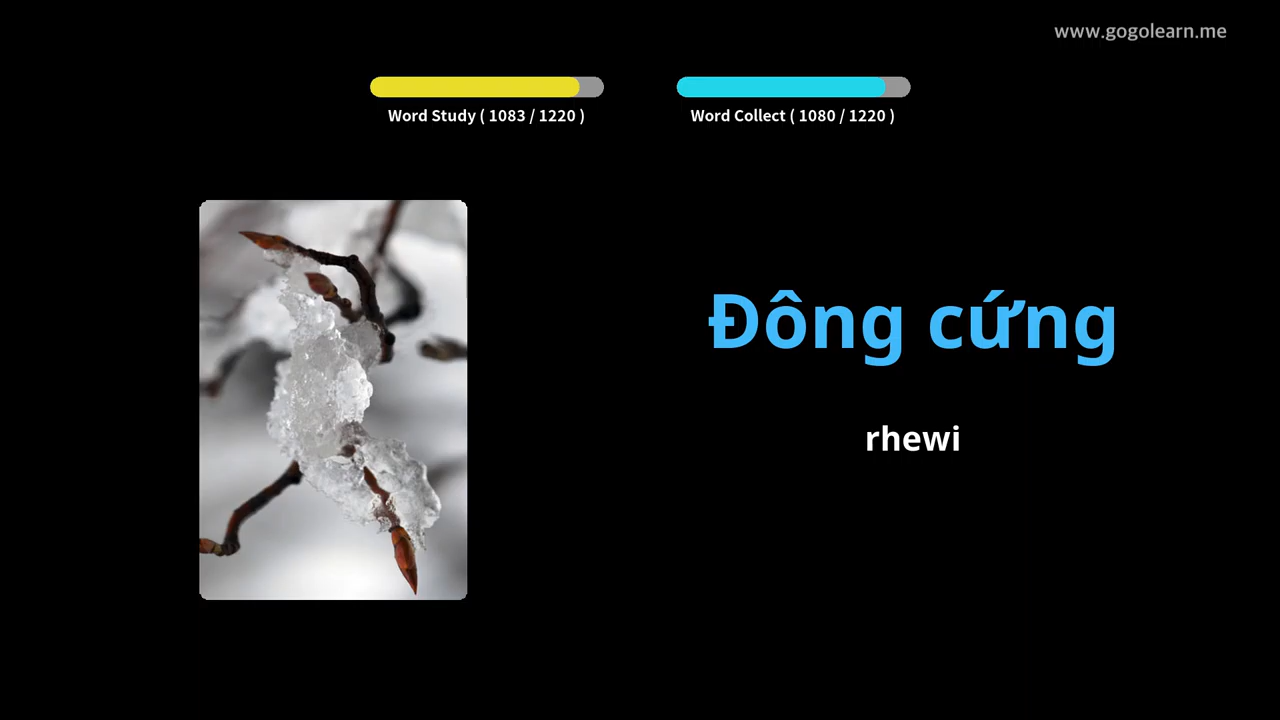 www.gogolearn.me
Word Study ( 1083 / 1220 )
Word Collect ( 1080 / 1220 )
Đông cứng
rhewi